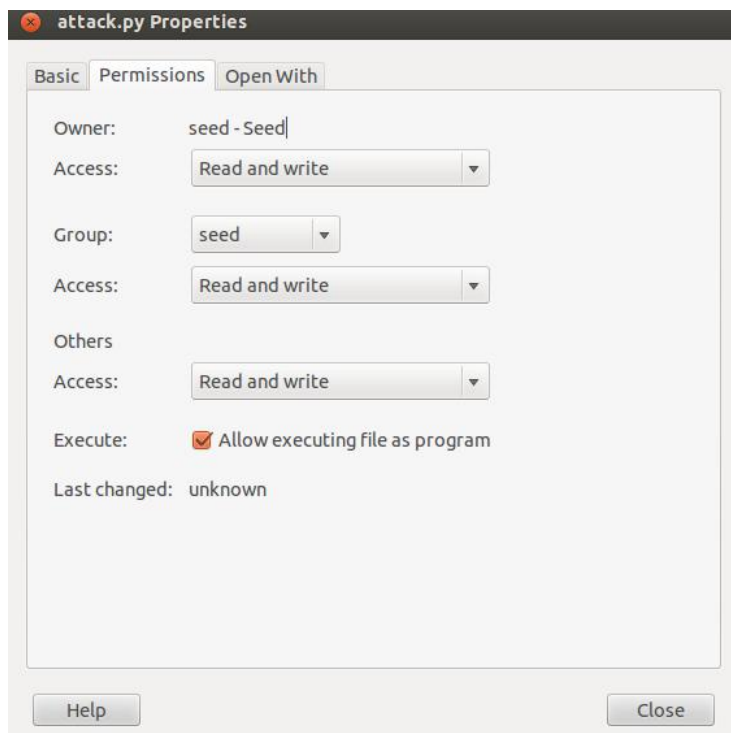 attack.py Properties
Basic Permissions Open With
Owner: seed - Seed
Access: Read and write
Group: seed
Access: Read and write
Others
Access: Read and write
Execute: Allow executing file as program
Last changed: unknown
Help Close